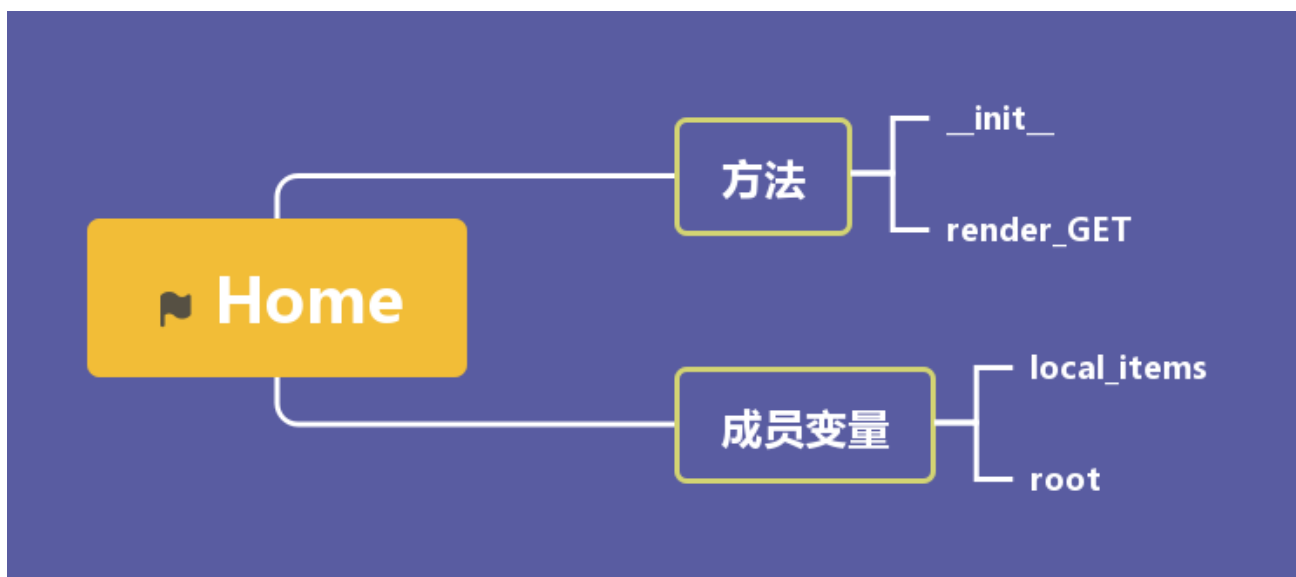 Home
方法
__init__
render_GET
成员变量
local_items
root